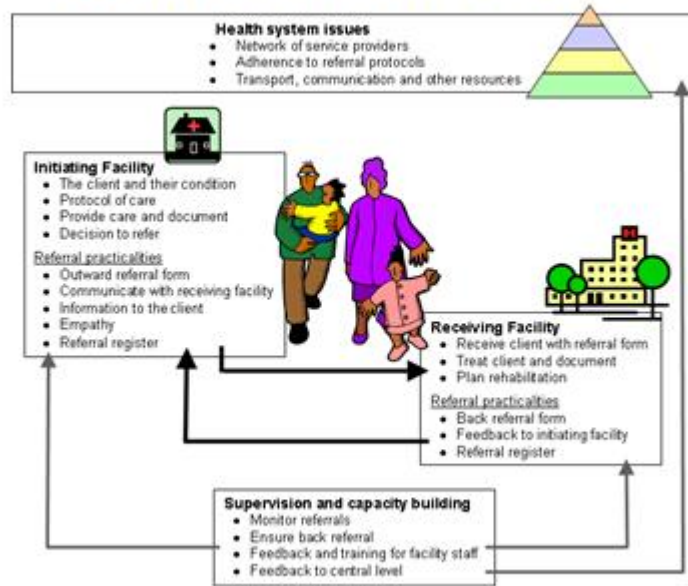 Health system issues
• Network of service providers
• Adherence to referral protocols
• Transport, communication and other resources
Initiating Facility
• The client and their condition
• Protocol of care
• Provide care and document
• Decision to refer
Referral practicalities
• Outward referral form
• Communicate with receiving facility
• Information to the client
• Empathy
• Referral register
H
Receiving Facility
• Receive client with referral form
• Treat client and document
• Plan rehabilitation
Referral practicalities
• Back referral form
• Feedback to initiating facility
• Referral register
Supervision and capacity building
• Monitor referrals
• Ensure back referral
• Feedback and training for facility staff
• Feedback to central level